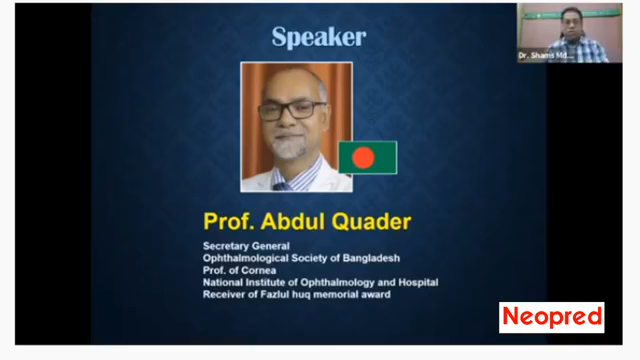 Speaker
Dr. Shams Md...
Prof. Abdul Quader
Secretary General
Ophthalmological Society of Bangladesh
Prof. of Cornea
National Institute of Ophthalmology and Hospital
Receiver of Fazlul huq memorial award
Neopred